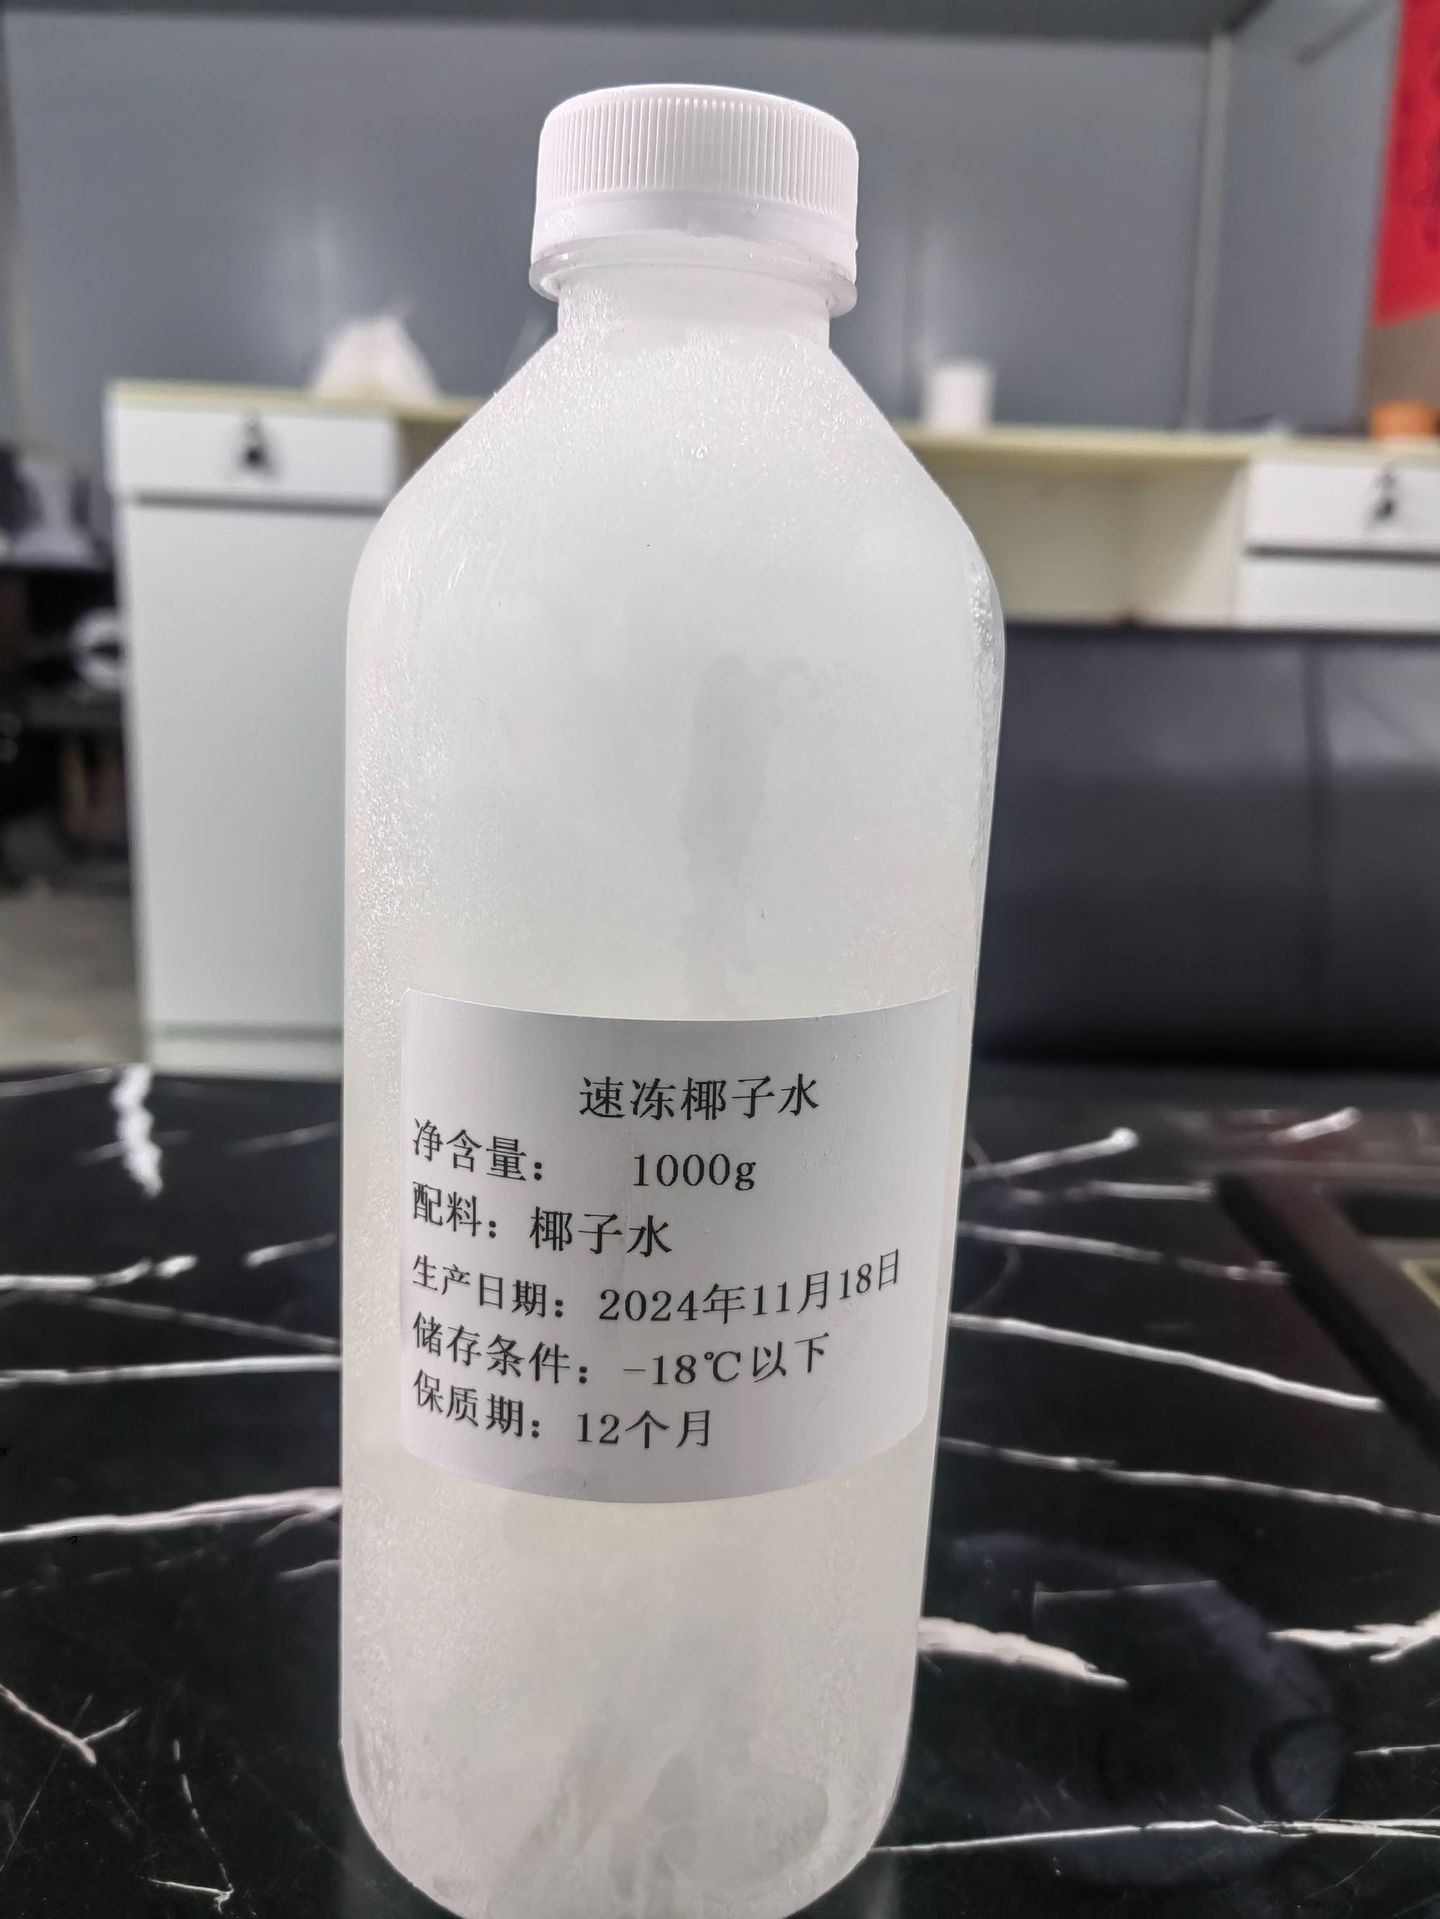 速冻椰子水
净含量： 1000g
配料：椰子水
生产日期：2024年11月18日
储存条件：-18℃以下
保质期：12个月